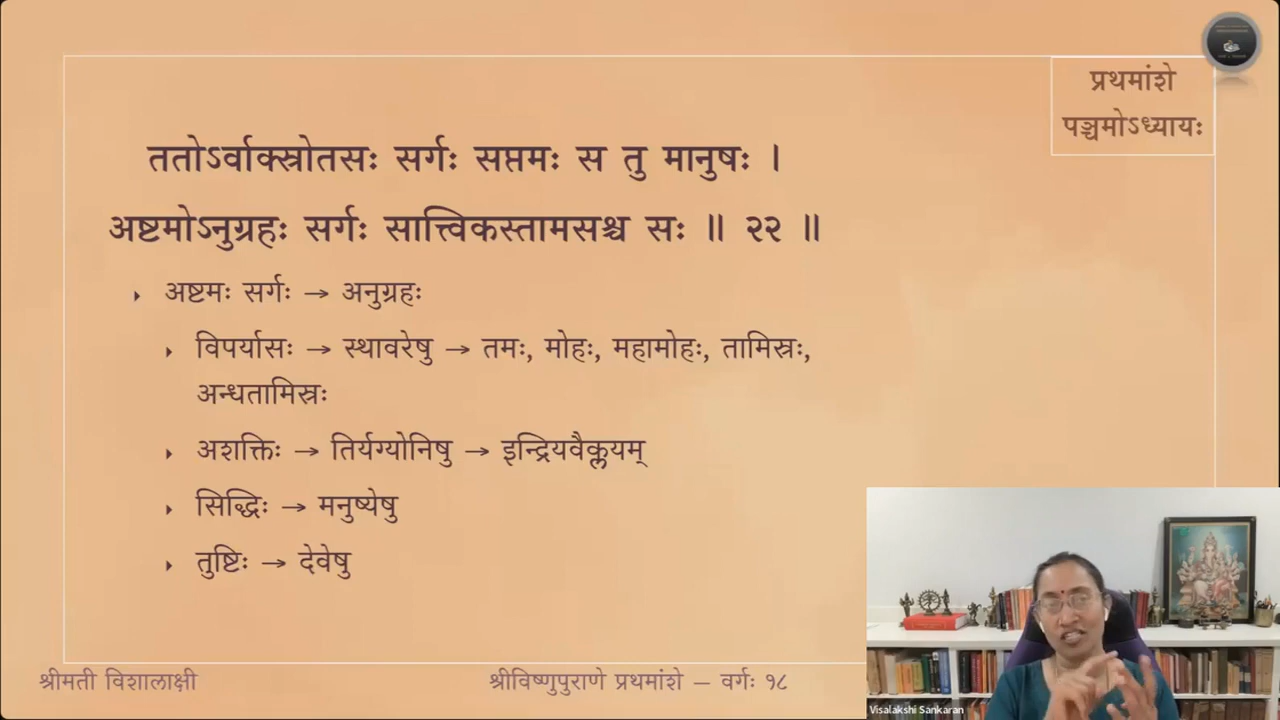 प्रथमांशे
पञ्चमोऽध्यायः
ततोऽर्वाक्स्रोतसः सर्गः सप्तमः स तु मानुषः ।
अष्टमोऽनुग्रहः सर्गः सात्त्विकस्तामसश्च सः ॥ २२ ॥
अष्टमः सर्गः → अनुग्रहः
विपर्यासः → स्थावरेषु → तमः, मोहः, महामोहः, तामिस्रः,
अन्धतामिस्रः
अशक्तिः → तिर्यग्योनिषु → इन्द्रियवैक्लयम्
सिद्धिः → मनुष्येषु
तुष्टिः → देवेषु
श्रीमती विशालाक्षी
श्रीविष्णुपुराणे प्रथमांशे – वर्गः १८
Visalakshi Sankaran